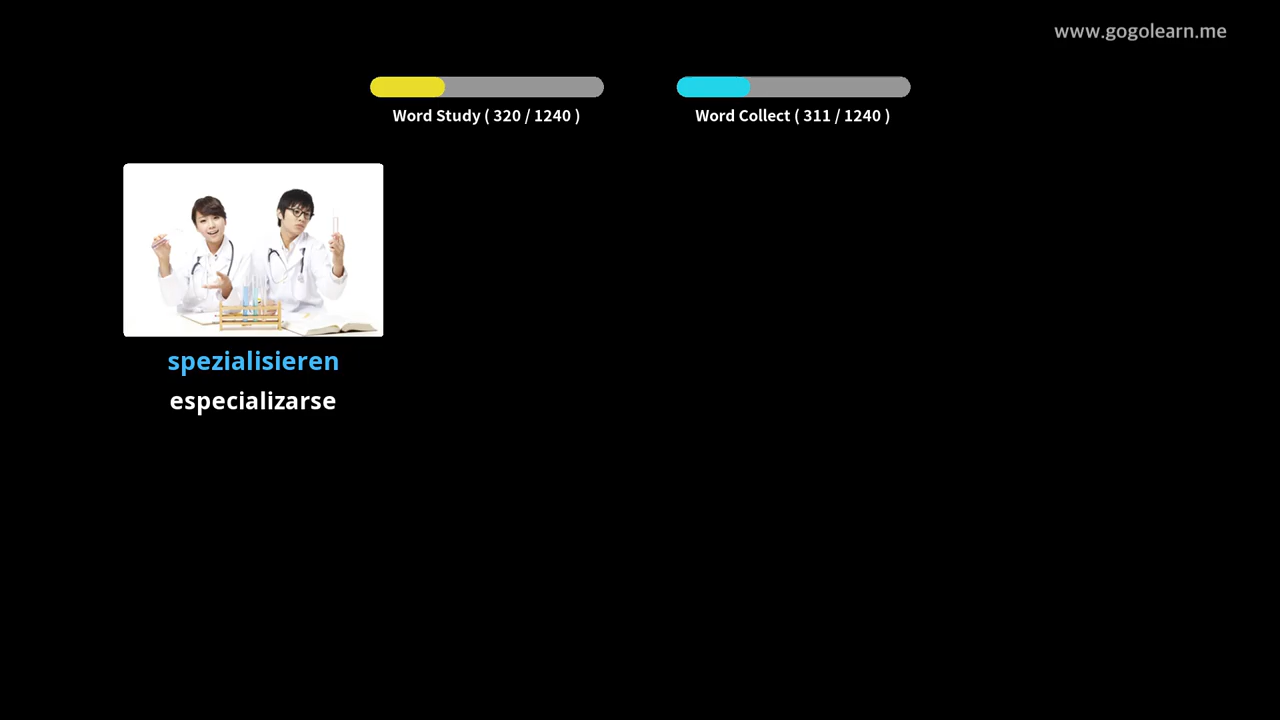 www.gogolearn.me
Word Study ( 320 / 1240 )
Word Collect ( 311 / 1240 )
spezialisieren
especializarse